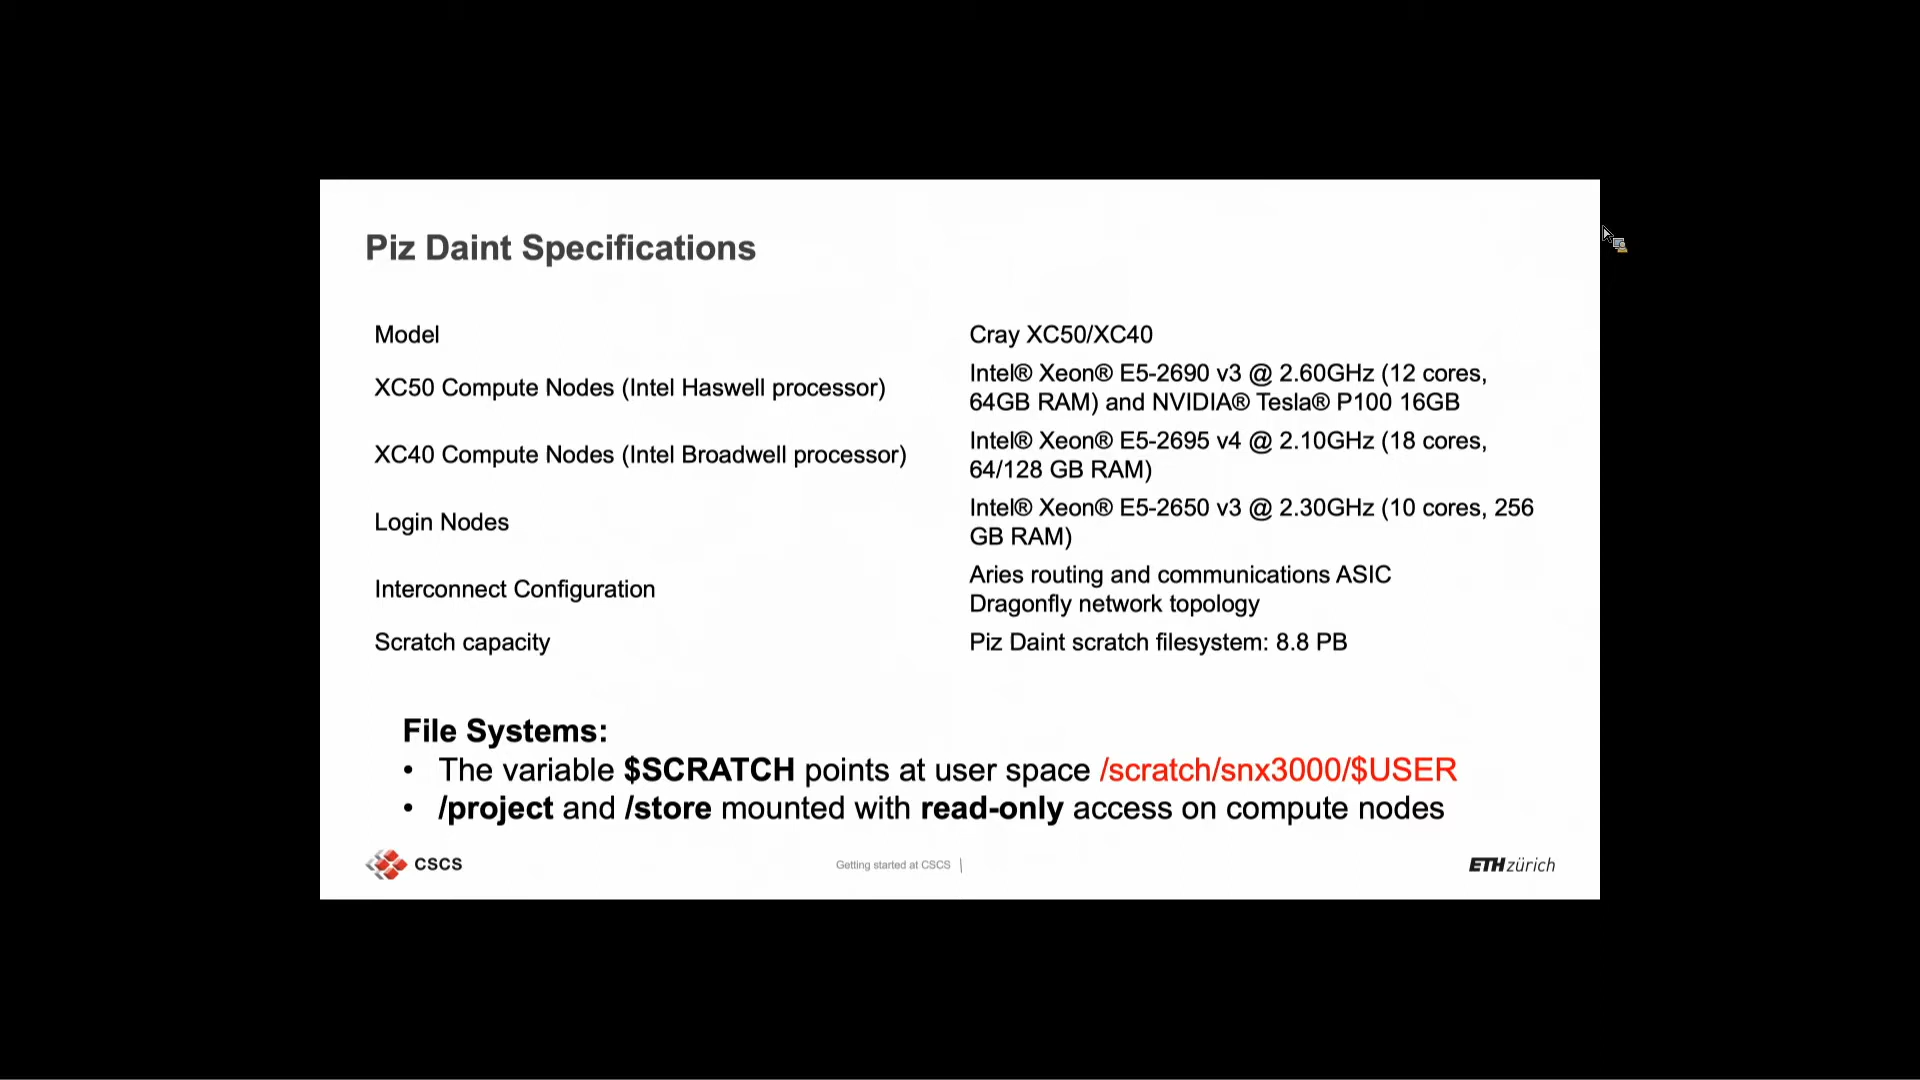 Piz Daint Specifications
Model
Cray XC50/XC40
XC50 Compute Nodes (Intel Haswell processor)
Intel® Xeon® E5-2690 v3 @ 2.60GHz (12 cores,
64GB RAM) and NVIDIA® Tesla® P100 16GB
XC40 Compute Nodes (Intel Broadwell processor)
Intel® Xeon® E5-2695 v4 @ 2.10GHz (18 cores,
64/128 GB RAM)
Login Nodes
Intel® Xeon® E5-2650 v3 @ 2.30GHz (10 cores, 256
GB RAM)
Interconnect Configuration
Aries routing and communications ASIC
Dragonfly network topology
Scratch capacity
Piz Daint scratch filesystem: 8.8 PB
File Systems:
• The variable $SCRATCH points at user space /scratch/snx3000/$USER
• /project and /store mounted with read-only access on compute nodes
CSCS
Getting started at CSCS |
ETH zürich